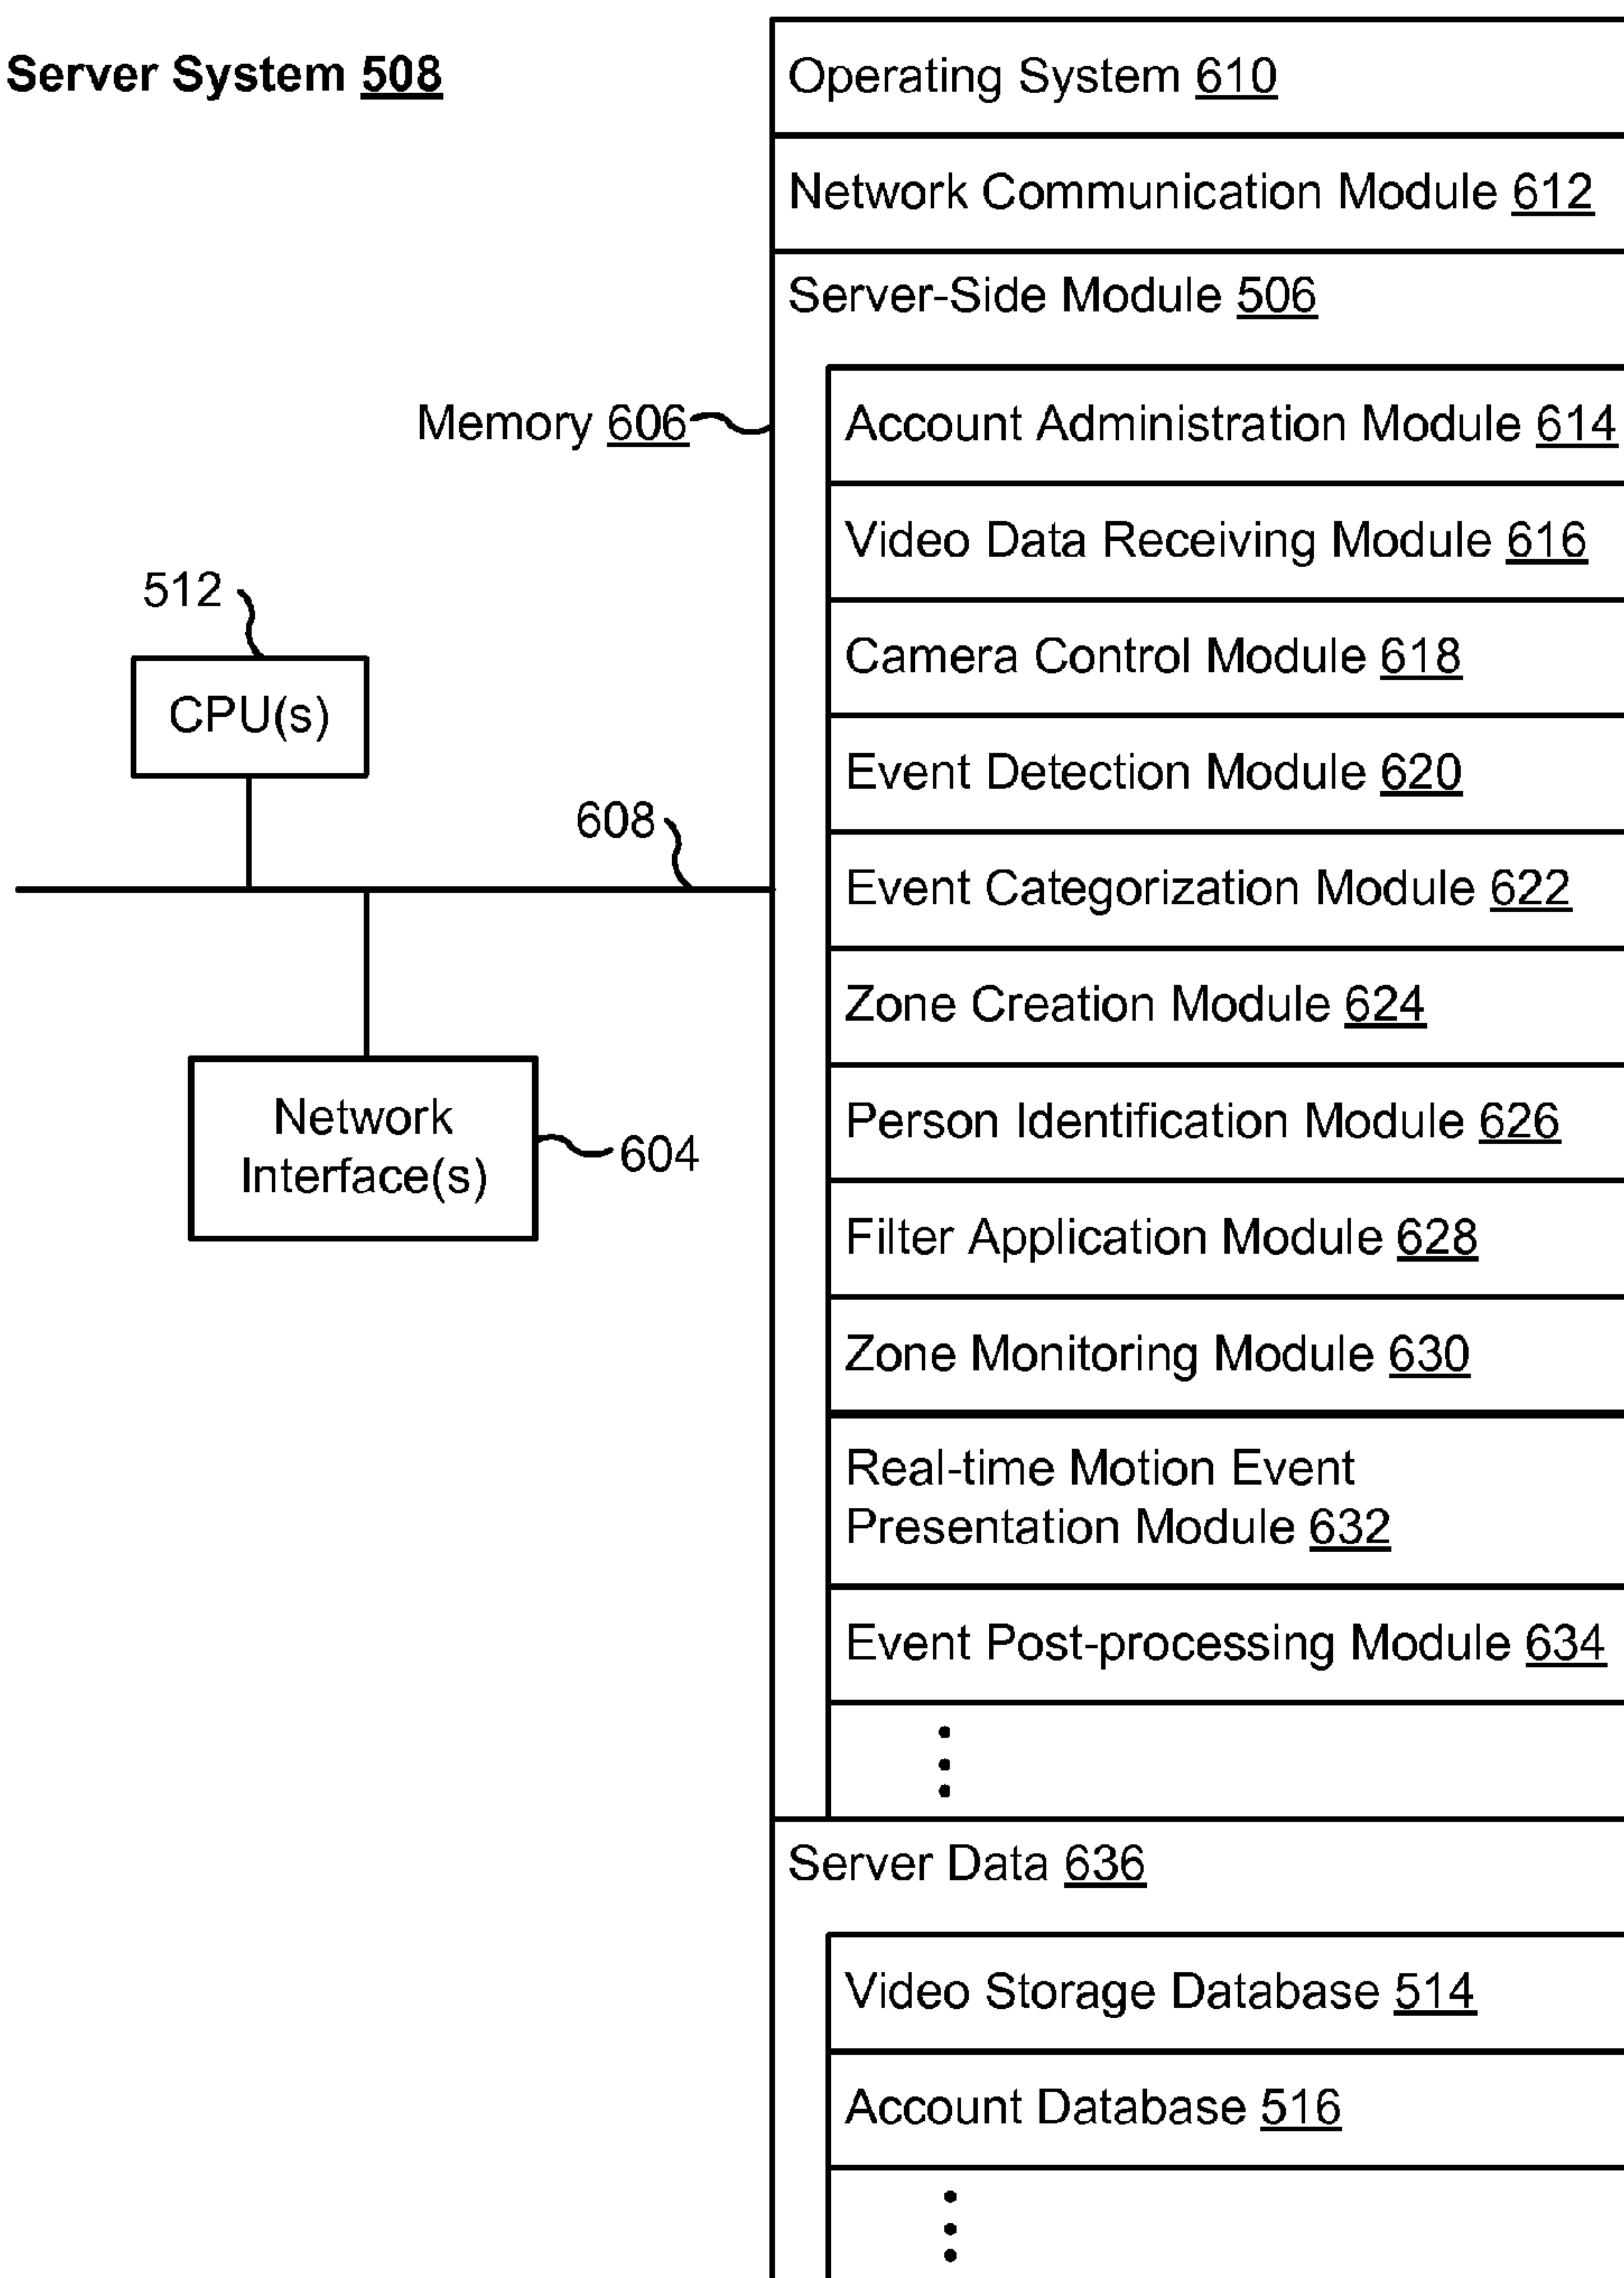 Server System 508
Operating System 610
Network Communication Module 612
Server-Side Module 506
Memory 606
Account Administration Module 614
Video Data Receiving Module 616
512
CPU(s)
Camera Control Module 618
Event Detection Module 620
608
Event Categorization Module 622
Zone Creation Module 624
Network
Interface(s)
604
Person Identification Module 626
Filter Application Module 628
Zone Monitoring Module 630
Real-time Motion Event
Presentation Module 632
Event Post-processing Module 634
Server Data 636
Video Storage Database 514
Account Database 516